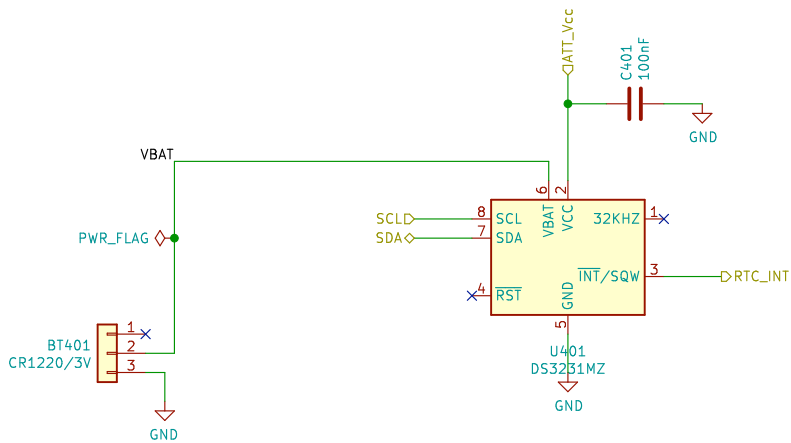 ATT_Vcc
C401
100nF
GND
VBAT
6
2
SCL
8
SCL
VBAT
VCC
32KHZ
1
SDA
7
SDA
PWR_FLAG
4
RST
INT/SQW
3
RTC_INT
GND
5
1
BT401
2
CR1220/3V
3
U401
DS3231MZ
GND
GND